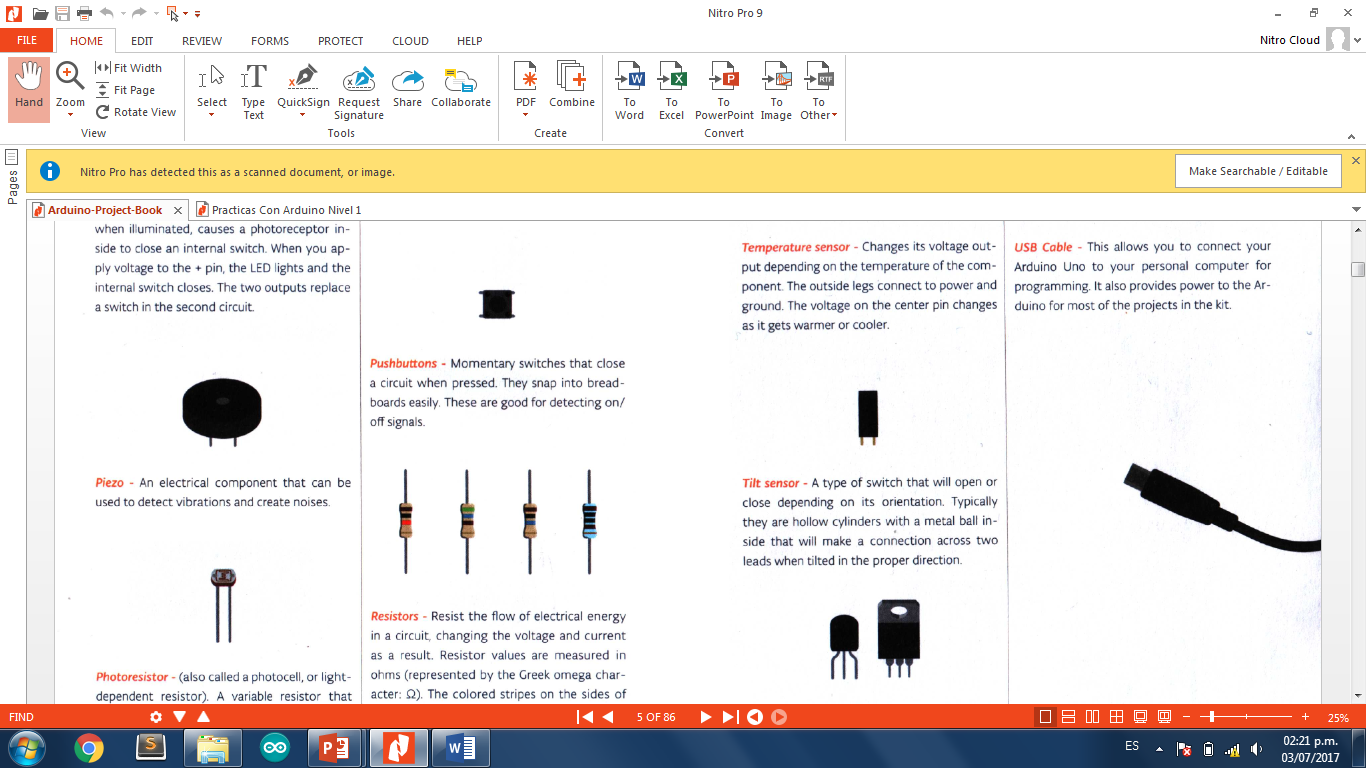 Nitro Pro 9
FILE
HOME
EDIT
REVIEW
FORMS
PROTECT
CLOUD
HELP
Nitro Cloud
Hand
Zoom
Fit Width
Fit Page
Rotate View
View
Select
Type
Text
QuickSign
Request
Signature
Share
Collaborate
Tools
PDF
Combine
Create
To
Word
To
Excel
To
PowerPoint
To
Image
To
Other
Convert
Pages
Nitro Pro has detected this as a scanned document, or image.
Make Searchable / Editable
Arduino-Project-Book
Practicas Con Arduino Nivel 1
when illuminated, causes a photoreceptor in-
side to close an internal switch. When you ap-
ply voltage to the + pin, the LED lights and the
internal switch closes. The two outputs replace
a switch in the second circuit.
Piezo - An electrical component that can be
used to detect vibrations and create noises.
Photoresistor - (also called a photocell, or light-
dependent resistor). A variable resistor that
Pushbuttons - Momentary switches that close
a circuit when pressed. They snap into bread-
boards easily. These are good for detecting on/
off signals.
Resistors - Resist the flow of electrical energy
in a circuit, changing the voltage and current
as a result. Resistor values are measured in
ohms (represented by the Greek omega char-
acter: Ω). The colored stripes on the sides of
Temperature sensor - Changes its voltage out-
put depending on the temperature of the com-
ponent. The outside legs connect to power and
ground. The voltage on the center pin changes
as it gets warmer or cooler.
Tilt sensor - A type of switch that will open or
close depending on its orientation. Typically
they are hollow cylinders with a metal ball in-
side that will make a connection across two
leads when tilted in the proper direction.
USB Cable - This allows you to connect your
Arduino Uno to your personal computer for
programming. It also provides power to the Ar-
duino for most of the projects in the kit.
FIND
5 OF 86
25%
ES
02:21 p.m.
03/07/2017